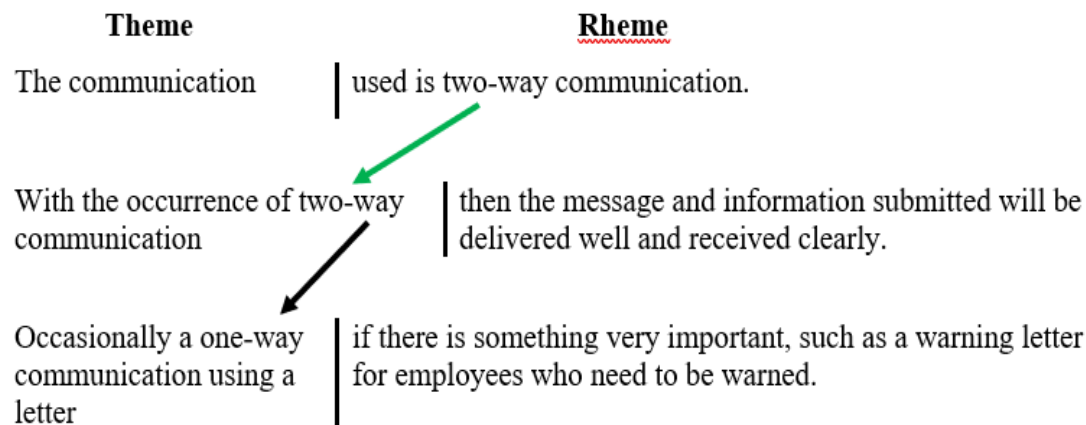 Theme Rheme
The communication used is two-way communication.
With the occurrence of two-way then the message and information submitted will be
communication delivered well and received clearly.
Occasionally a one-way if there is something very important, such as a warning letter
communication using a for employees who need to be warned.
letter